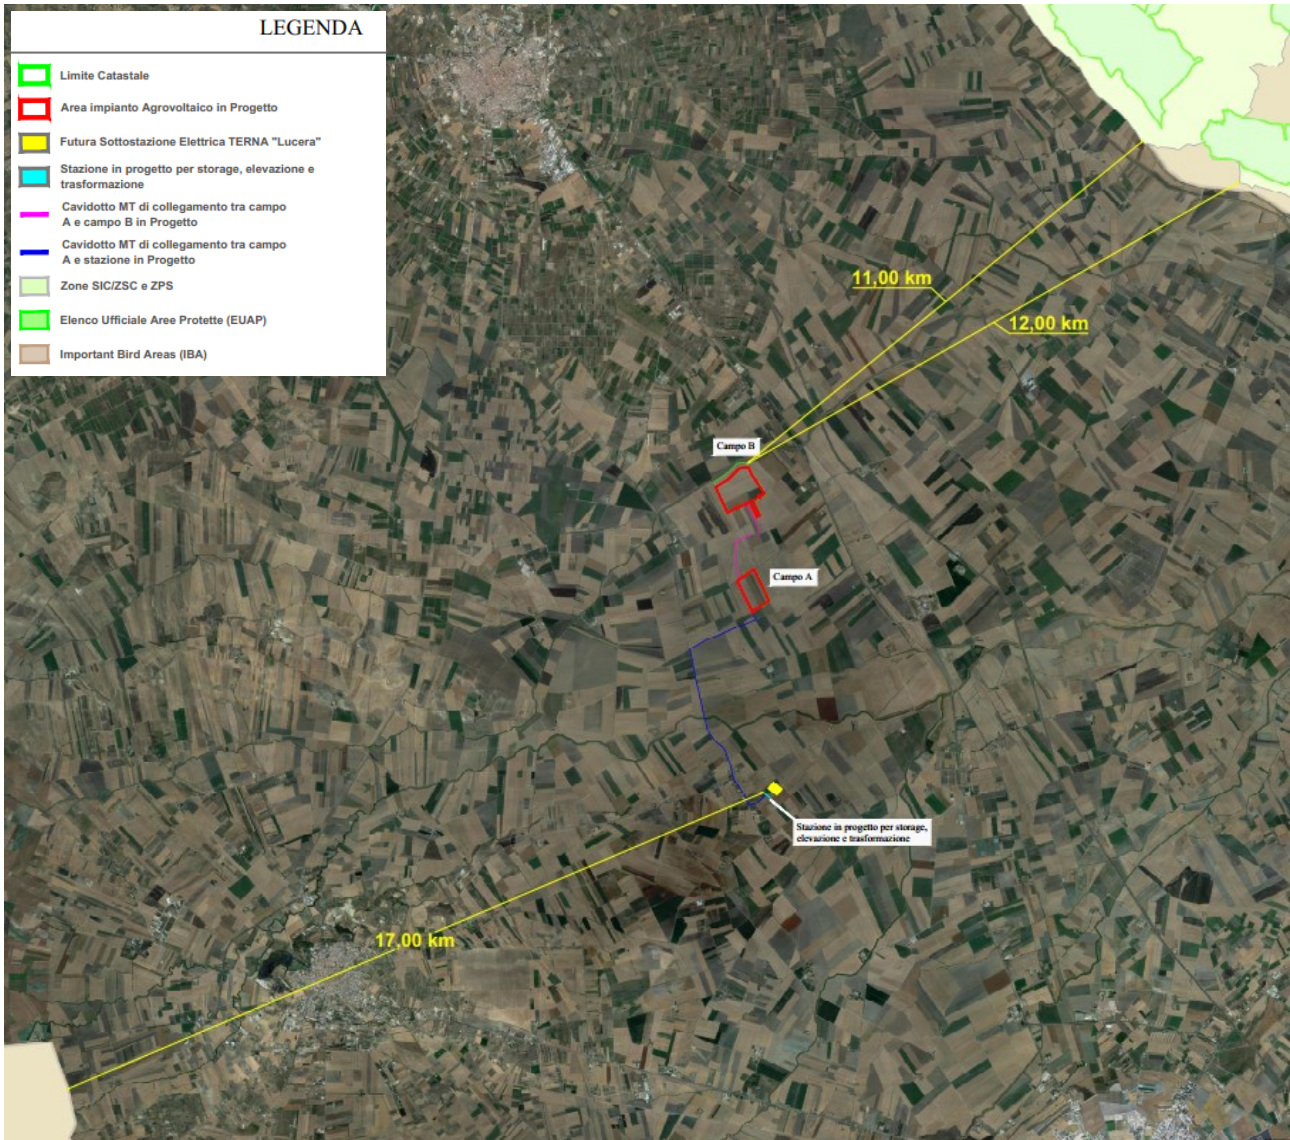 LEGENDA
Limite Catastale
Area impianto Agrovoltaico in Progetto
Futura Sottostazione Elettrica TERNA "Lucera"
Stazione in progetto per storage, elevazione e
trasformazione
Cavidotto MT di collegamento tra campo
A e campo B in Progetto
Cavidotto MT di collegamento tra campo
A e stazione in Progetto
Zone SIC/ZSC e ZPS
Elenco Ufficiale Aree Protette (EUAP)
Important Bird Areas (IBA)
11,00 km
12,00 km
Campo B
Campo A
Stazione in progetto per storage,
elevazione e trasformazione
17,00 km